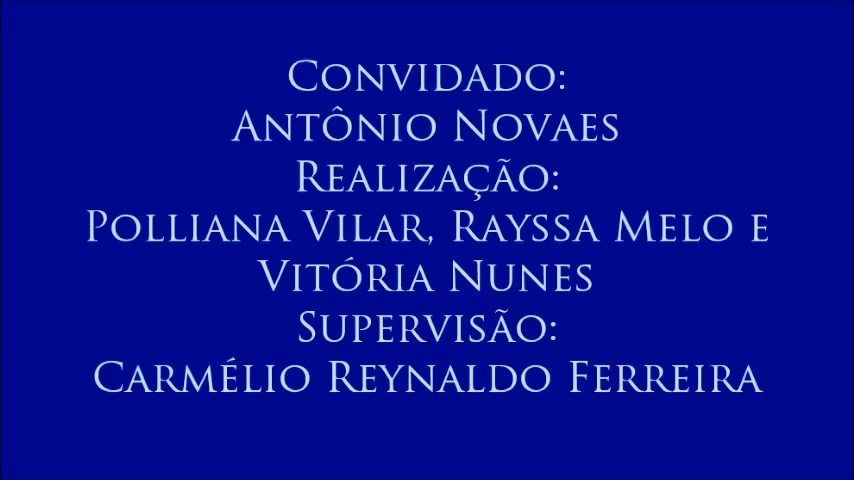 Convidado:
Antônio Novaes
Realização:
Polliana Vilar, Rayssa Melo e
Vitória Nunes
Supervisão:
Carmélio Reynaldo Ferreira